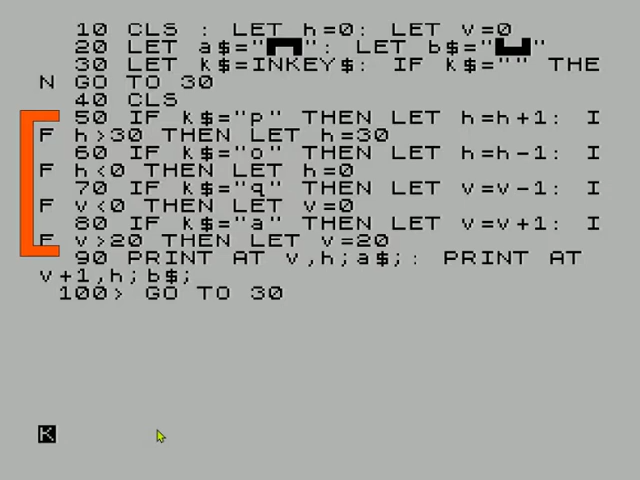 10 CLS : LET h=0: LET v=0
20 LET a$="▛▜": LET b$="▙▟"
30 LET k$=INKEY$: IF k$="" THE
N GO TO 30
40 CLS
50 IF k$="p" THEN LET h=h+1: I
F h>30 THEN LET h=30
60 IF k$="o" THEN LET h=h-1: I
F h<0 THEN LET h=0
70 IF k$="q" THEN LET v=v-1: I
F v<0 THEN LET v=0
80 IF k$="a" THEN LET v=v+1: I
F v>20 THEN LET v=20
90 PRINT AT v,h;a$;: PRINT AT
v+1,h;b$;
100> GO TO 30
K